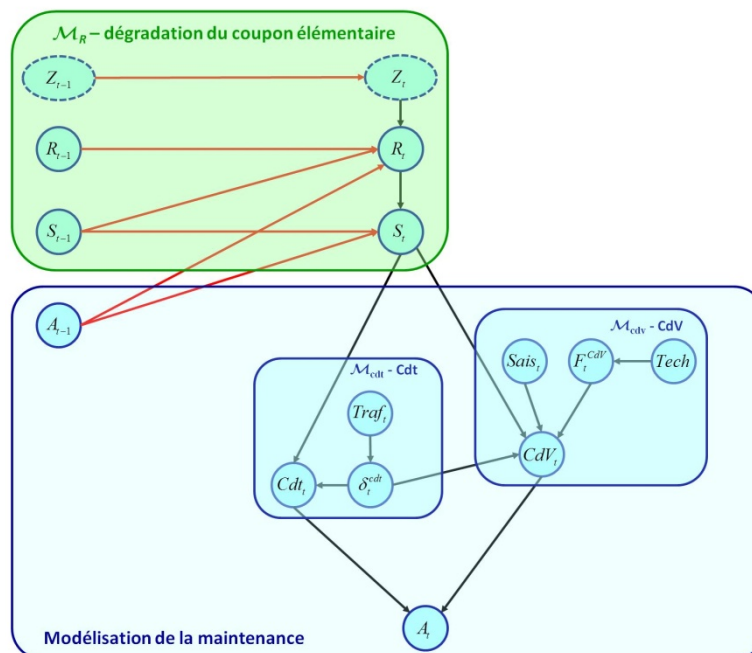 ℳ_R – dégradation du coupon élémentaire
Z_{t-1}
Z_t
R_{t-1}
R_t
S_{t-1}
S_t
A_{t-1}
ℳ_cdt - Cdt
ℳ_cdv - CdV
Sais_t
F_t^{CdV}
Tech
Traf_t
CdV_t
Cdt_t
δ_t^{cdt}
A_t
Modélisation de la maintenance